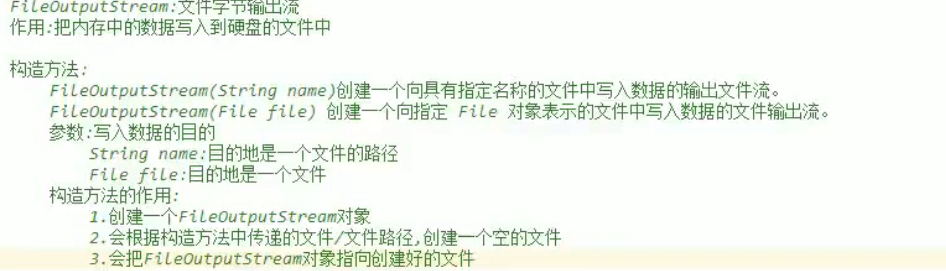 FileOutputStream:文件字节输出流
作用:把内存中的数据写入到硬盘的文件中
构造方法:
FileOutputStream(String name)创建一个向具有指定名称的文件中写入数据的输出文件流。
FileOutputStream(File file) 创建一个向指定 File 对象表示的文件中写入数据的文件输出流。
参数:写入数据的目的
String name:目的地是一个文件的路径
File file:目的地是一个文件
构造方法的作用:
1.创建一个FileOutputStream对象
2.会根据构造方法中传递的文件/文件路径,创建一个空的文件
3.会把FileOutputStream对象指向创建好的文件